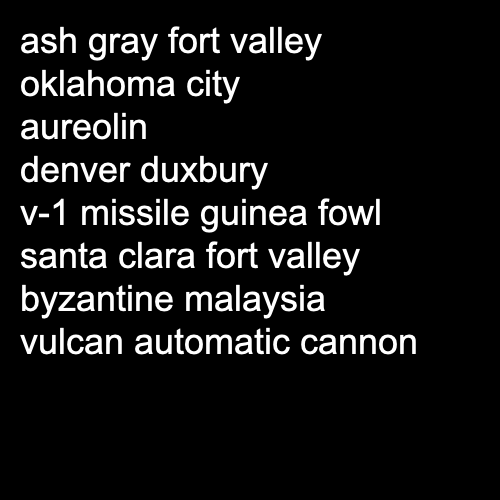 ash gray fort valley
oklahoma city
aureolin
denver duxbury
v-1 missile guinea fowl
santa clara fort valley
byzantine malaysia
vulcan automatic cannon